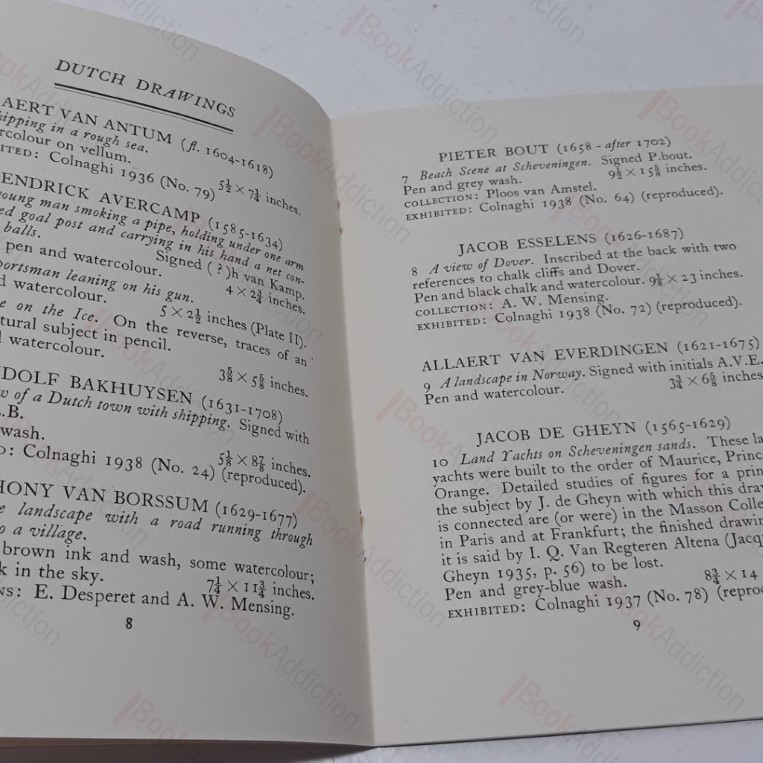 DUTCH DRAWINGS
AERT VAN ANTUM (fl. 1604-1618)
hipping in a rough sea.
rcolour on vellum. 5½ × 7¼ inches.
ITED: Colnaghi 1936 (No. 79)
ENDRICK AVERCAMP (1585-1634)
oung man smoking a pipe, holding under one arm
ed goal post and carrying in his hand a net con-
balls. Signed (?)h van Kamp.
pen and watercolour. 4 × 2¾ inches.
portsman leaning on his gun.
d watercolour. 5 × 2½ inches (Plate II).
e on the Ice. On the reverse, traces of an
tural subject in pencil.
watercolour. 3⅝ × 5⅝ inches.
DOLF BAKHUYSEN (1631-1708)
w of a Dutch town with shipping. Signed with
.B.
wash. 5⅛ × 8⅞ inches.
D: Colnaghi 1938 (No. 24) (reproduced).
HONY VAN BORSSUM (1629-1677)
e landscape with a road running through
o a village.
brown ink and wash, some watercolour;
k in the sky. 7¼ × 11¾ inches.
NS: E. Desperet and A. W. Mensing.
8
PIETER BOUT (1658 - after 1702)
7 Beach Scene at Scheveningen. Signed P.bout.
Pen and grey wash. 9½ × 15⅝ inches.
COLLECTION: Ploos van Amstel.
EXHIBITED: Colnaghi 1938 (No. 64) (reproduced).
JACOB ESSELENS (1626-1687)
8 A view of Dover. Inscribed at the back with two
references to chalk cliffs and Dover.
Pen and black chalk and watercolour. 9⅛ × 23 inches.
COLLECTION: A. W. Mensing.
EXHIBITED: Colnaghi 1938 (No. 72) (reproduced).
ALLAERT VAN EVERDINGEN (1621-1675)
9 A landscape in Norway. Signed with initials A.V.E.
Pen and watercolour. 3¾ × 6⅝ inches
JACOB DE GHEYN (1565-1629)
10 Land Yachts on Scheveningen sands. These la
yachts were built to the order of Maurice, Princ
Orange. Detailed studies of figures for a prin
the subject by J. de Gheyn with which this draw
is connected are (or were) in the Masson Colle
in Paris and at Frankfurt; the finished drawin
it is said by I. Q. Van Regteren Altena (Jacq
Gheyn 1935, p. 56) to be lost.
Pen and grey-blue wash. 8¾ × 14
EXHIBITED: Colnaghi 1937 (No. 78) (repro
9
BookAddiction